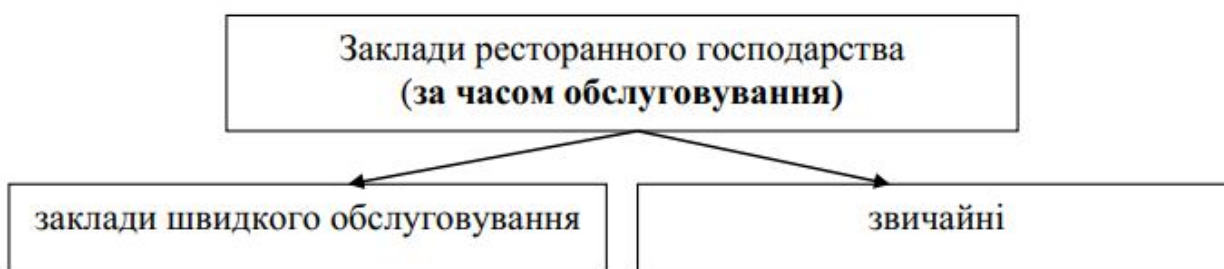 Заклади ресторанного господарства
(за часом обслуговування)
заклади швидкого обслуговування
звичайні